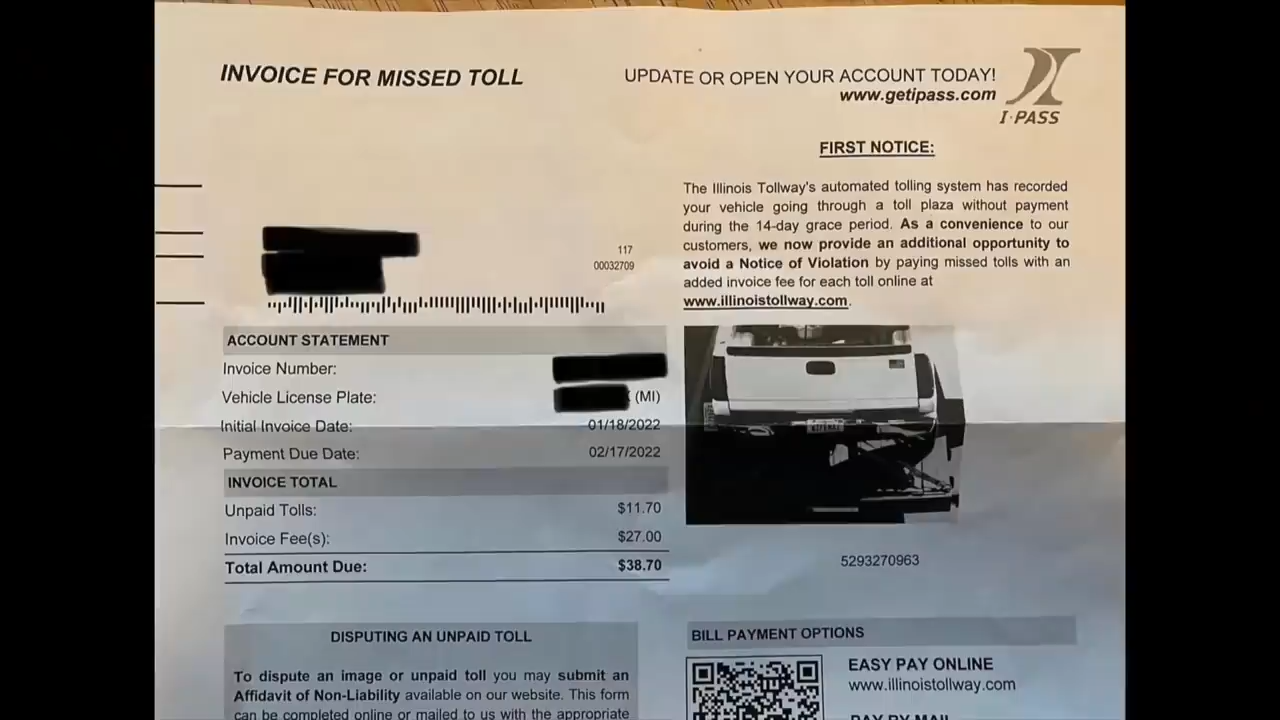 INVOICE FOR MISSED TOLL
UPDATE OR OPEN YOUR ACCOUNT TODAY!
www.getipass.com
I·PASS
FIRST NOTICE:
The Illinois Tollway's automated tolling system has recorded
your vehicle going through a toll plaza without payment
during the 14-day grace period. As a convenience to our
customers, we now provide an additional opportunity to
avoid a Notice of Violation by paying missed tolls with an
added invoice fee for each toll online at
www.illinoistollway.com.
117
00032709
ACCOUNT STATEMENT
Invoice Number:
Vehicle License Plate: (MI)
Initial Invoice Date: 01/18/2022
Payment Due Date: 02/17/2022
INVOICE TOTAL
Unpaid Tolls: $11.70
Invoice Fee(s): $27.00
Total Amount Due: $38.70
5293270963
DISPUTING AN UNPAID TOLL
To dispute an image or unpaid toll you may submit an
Affidavit of Non-Liability available on our website. This form
can be completed online or mailed to us with the appropriate
BILL PAYMENT OPTIONS
EASY PAY ONLINE
www.illinoistollway.com
PAY BY MAIL